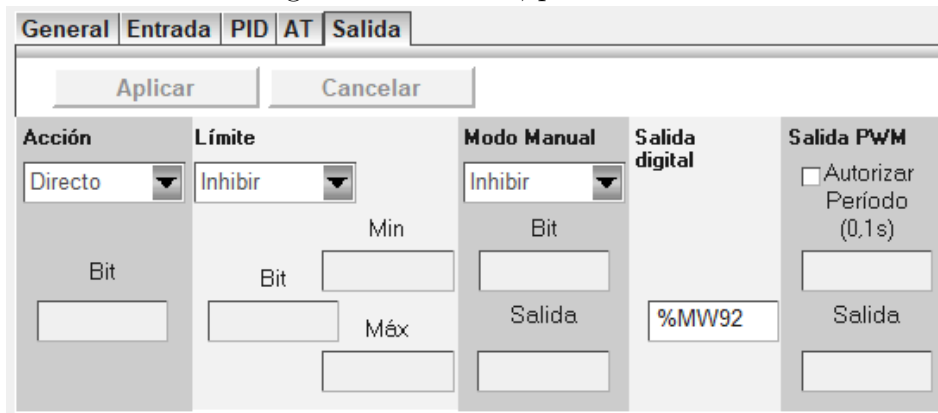 General Entrada PID AT Salida
Aplicar Cancelar
Acción Límite Modo Manual Salida digital Salida PWM
Directo Inhibir Inhibir Autorizar
Período
(0,1s)
Min Bit
Bit Bit
Máx Salida %MW92 Salida